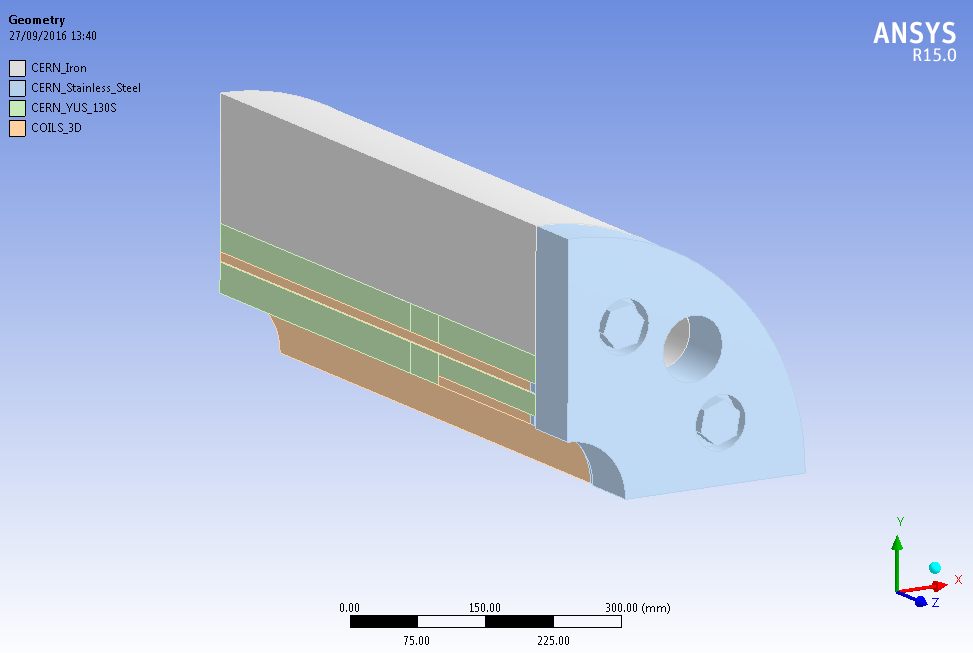 Geometry
27/09/2016 13:40
CERN_Iron
CERN_Stainless_Steel
CERN_YUS_130S
COILS_3D
ANSYS
R15.0
Y
X
Z
0.00 150.00 300.00 (mm)
75.00 225.00